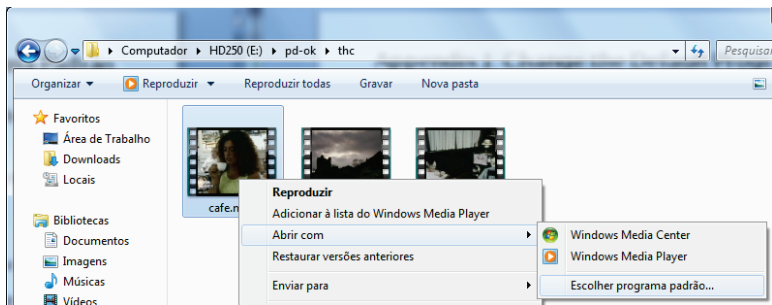 Computador ▸ HD250 (E:) ▸ pd-ok ▸ thc
Pesquisar
Organizar Reproduzir Reproduzir todas Gravar Nova pasta
Favoritos
Área de Trabalho
Downloads
Locais
Bibliotecas
Documentos
Imagens
Músicas
Vídeos
cafe.m
Reproduzir
Adicionar à lista do Windows Media Player
Abrir com
Restaurar versões anteriores
Enviar para
Windows Media Center
Windows Media Player
Escolher programa padrão...